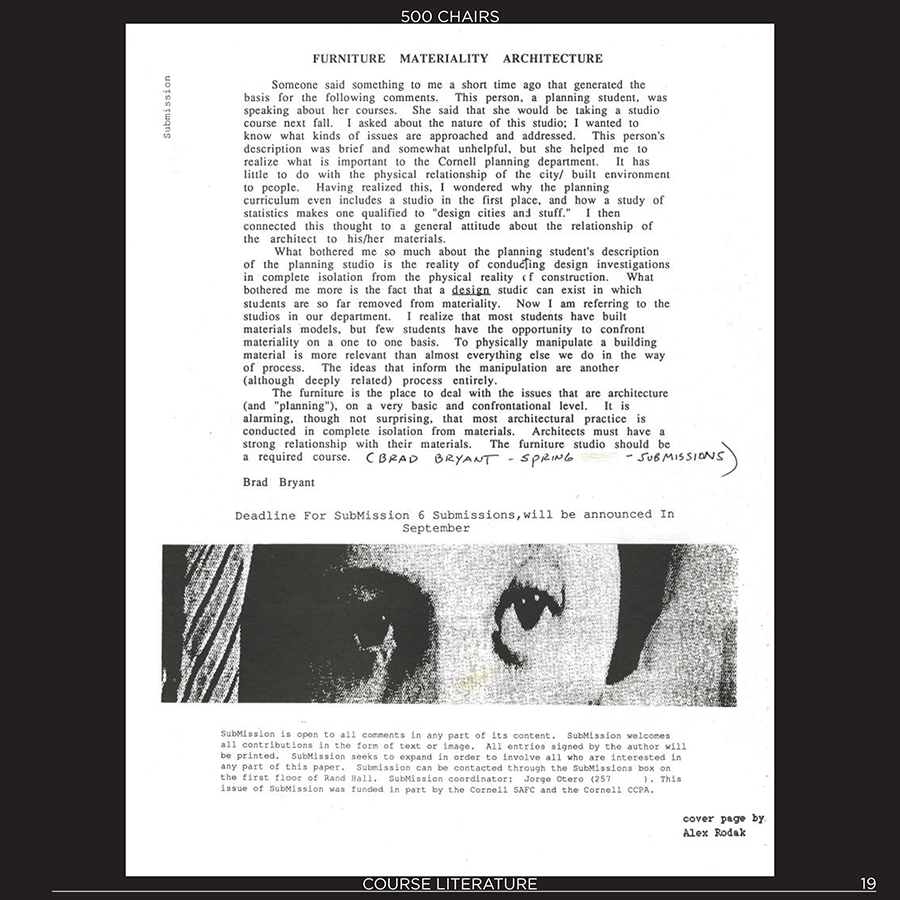 500 CHAIRS
Submission
FURNITURE MATERIALITY ARCHITECTURE
Someone said something to me a short time ago that generated the
basis for the following comments. This person, a planning student, was
speaking about her courses. She said that she would be taking a studio
course next fall. I asked about the nature of this studio; I wanted to
know what kinds of issues are approached and addressed. This person's
description was brief and somewhat unhelpful, but she helped me to
realize what is important to the Cornell planning department. It has
little to do with the physical relationship of the city/ built environment
to people. Having realized this, I wondered why the planning
curriculum even includes a studio in the first place, and how a study of
statistics makes one qualified to "design cities and stuff." I then
connected this thought to a general attitude about the relationship of
the architect to his/her materials.
What bothered me so much about the planning student's description
of the planning studio is the reality of conducting design investigations
in complete isolation from the physical reality of construction. What
bothered me more is the fact that a design studio can exist in which
students are so far removed from materiality. Now I am referring to the
studios in our department. I realize that most students have built
materials models, but few students have the opportunity to confront
materiality on a one to one basis. To physically manipulate a building
material is more relevant than almost everything else we do in the way
of process. The ideas that inform the manipulation are another
(although deeply related) process entirely.
The furniture is the place to deal with the issues that are architecture
(and "planning"), on a very basic and confrontational level. It is
alarming, though not surprising, that most architectural practice is
conducted in complete isolation from materials. Architects must have a
strong relationship with their materials. The furniture studio should be
a required course. (BRAD BRYANT - SPRING - SUBMISSIONS)
Brad Bryant
Deadline For SubMission 6 Submissions,will be announced In
September
SubMission is open to all comments in any part of its content. SubMission welcomes
all contributions in the form of text or image. All entries signed by the author will
be printed. SubMission seeks to expand in order to involve all who are interested in
any part of this paper. Submission can be contacted through the SubMissions box on
the first floor of Rand Hall. SubMission coordinator: Jorge Otero (257 ). This
issue of SubMission was funded in part by the Cornell SAFC and the Cornell CCPA.
cover page by
Alex Rodak
COURSE LITERATURE
19